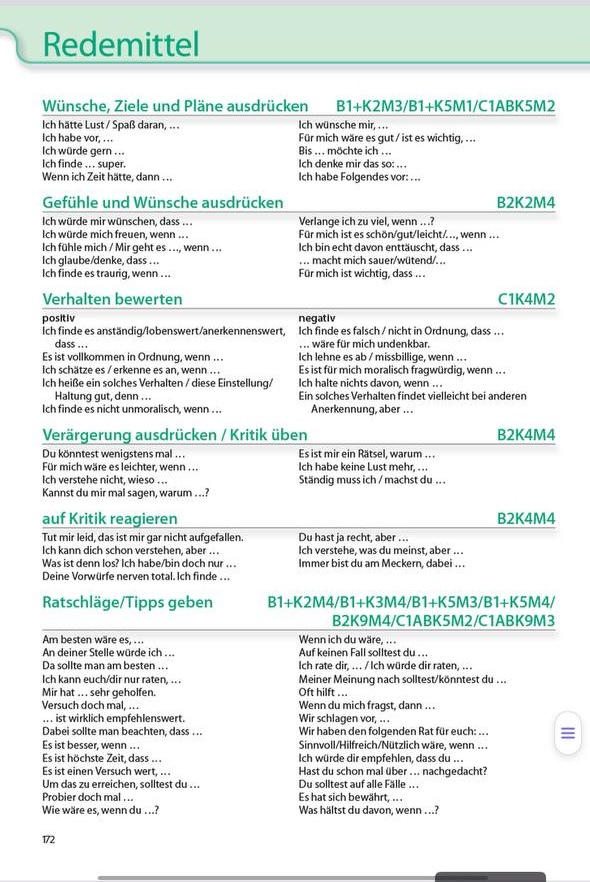 Redemittel
Wünsche, Ziele und Pläne ausdrücken B1+K2M3/B1+K5M1/C1ABK5M2
Ich hätte Lust / Spaß daran, …
Ich habe vor, …
Ich würde gern …
Ich finde … super.
Wenn ich Zeit hätte, dann …
Ich wünsche mir, …
Für mich wäre es gut / ist es wichtig, …
Bis … möchte ich …
Ich denke mir das so: …
Ich habe Folgendes vor: …
Gefühle und Wünsche ausdrücken B2K2M4
Ich würde mir wünschen, dass …
Ich würde mich freuen, wenn …
Ich fühle mich / Mir geht es …, wenn …
Ich glaube/denke, dass …
Ich finde es traurig, wenn …
Verlange ich zu viel, wenn …?
Für mich ist es schön/gut/leicht/…, wenn …
Ich bin echt davon enttäuscht, dass …
… macht mich sauer/wütend/…
Für mich ist wichtig, dass …
Verhalten bewerten C1K4M2
positiv
Ich finde es anständig/lobenswert/anerkennenswert,
dass …
Es ist vollkommen in Ordnung, wenn …
Ich schätze es / erkenne es an, wenn …
Ich heiße ein solches Verhalten / diese Einstellung/
Haltung gut, denn …
Ich finde es nicht unmoralisch, wenn …
negativ
Ich finde es falsch / nicht in Ordnung, dass …
… wäre für mich undenkbar.
Ich lehne es ab / missbillige, wenn …
Es ist für mich moralisch fragwürdig, wenn …
Ich halte nichts davon, wenn …
Ein solches Verhalten findet vielleicht bei anderen
Anerkennung, aber …
Verärgerung ausdrücken / Kritik üben B2K4M4
Du könntest wenigstens mal …
Für mich wäre es leichter, wenn …
Ich verstehe nicht, wieso …
Kannst du mir mal sagen, warum …?
Es ist mir ein Rätsel, warum …
Ich habe keine Lust mehr, …
Ständig muss ich / machst du …
auf Kritik reagieren B2K4M4
Tut mir leid, das ist mir gar nicht aufgefallen.
Ich kann dich schon verstehen, aber …
Was ist denn los? Ich habe/bin doch nur …
Deine Vorwürfe nerven total. Ich finde …
Du hast ja recht, aber …
Ich verstehe, was du meinst, aber …
Immer bist du am Meckern, dabei …
Ratschläge/Tipps geben B1+K2M4/B1+K3M4/B1+K5M3/B1+K5M4/
B2K9M4/C1ABK5M2/C1ABK9M3
Am besten wäre es, …
An deiner Stelle würde ich …
Da sollte man am besten …
Ich kann euch/dir nur raten, …
Mir hat … sehr geholfen.
Versuch doch mal, …
… ist wirklich empfehlenswert.
Dabei sollte man beachten, dass …
Es ist besser, wenn …
Es ist höchste Zeit, dass …
Es ist einen Versuch wert, …
Um das zu erreichen, solltest du …
Probier doch mal …
Wie wäre es, wenn du …?
Wenn ich du wäre, …
Auf keinen Fall solltest du …
Ich rate dir, … / Ich würde dir raten, …
Meiner Meinung nach solltest/könntest du …
Oft hilft …
Wenn du mich fragst, dann …
Wir schlagen vor, …
Wir haben den folgenden Rat für euch: …
Sinnvoll/Hilfreich/Nützlich wäre, wenn …
Ich würde dir empfehlen, dass du …
Hast du schon mal über … nachgedacht?
Du solltest auf alle Fälle …
Es hat sich bewährt, …
Was hältst du davon, wenn …?
172